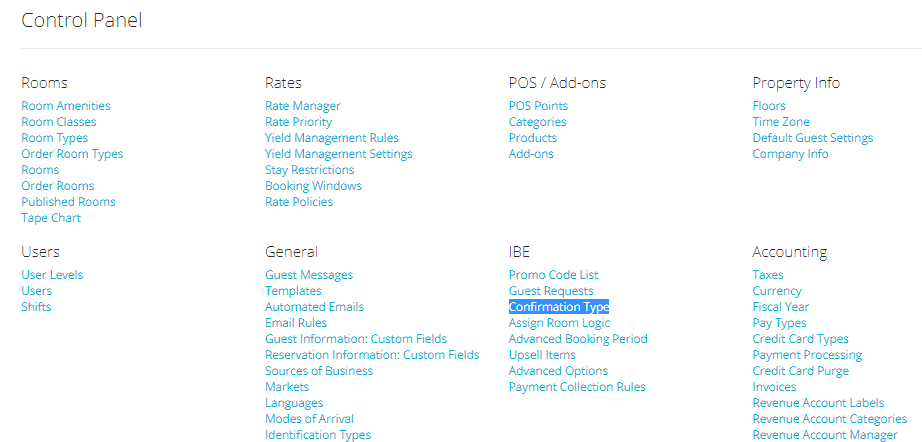 Control Panel
Rooms
Room Amenities
Room Classes
Room Types
Order Room Types
Rooms
Order Rooms
Published Rooms
Tape Chart
Rates
Rate Manager
Rate Priority
Yield Management Rules
Yield Management Settings
Stay Restrictions
Booking Windows
Rate Policies
POS / Add-ons
POS Points
Categories
Products
Add-ons
Property Info
Floors
Time Zone
Default Guest Settings
Company Info
Users
User Levels
Users
Shifts
General
Guest Messages
Templates
Automated Emails
Email Rules
Guest Information: Custom Fields
Reservation Information: Custom Fields
Sources of Business
Markets
Languages
Modes of Arrival
Identification Types
IBE
Promo Code List
Guest Requests
Confirmation Type
Assign Room Logic
Advanced Booking Period
Upsell Items
Advanced Options
Payment Collection Rules
Accounting
Taxes
Currency
Fiscal Year
Pay Types
Credit Card Types
Payment Processing
Credit Card Purge
Invoices
Revenue Account Labels
Revenue Account Categories
Revenue Account Manager